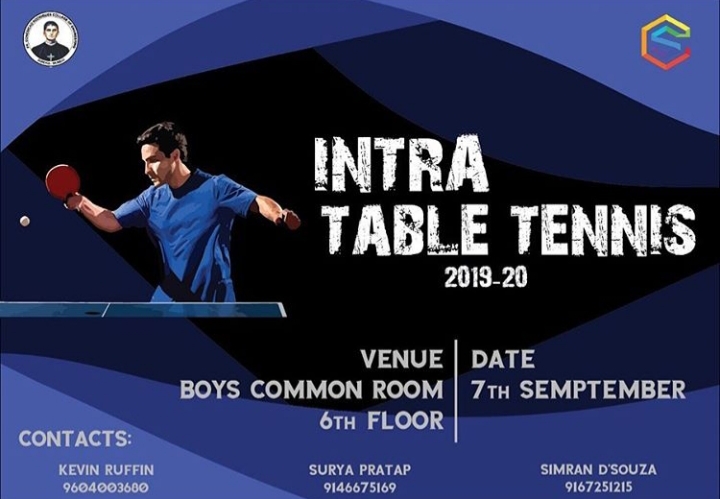 INTRA
TABLE TENNIS
2019-20
VENUE
BOYS COMMON ROOM
6TH FLOOR
DATE
7TH SEMPTEMBER
CONTACTS:
KEVIN RUFFIN
9604003680
SURYA PRATAP
9146675169
SIMRAN D'SOUZA
9167251215